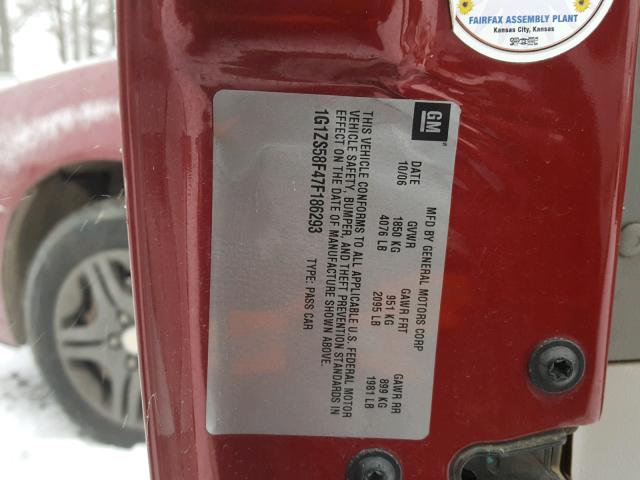 FAIRFAX ASSEMBLY PLANT
Kansas City, Kansas
GM
MFD BY GENERAL MOTORS CORP
DATE GVWR GAWR FRT GAWR RR
10/06 1850 KG 951 KG 899 KG
4076 LB 2095 LB 1981 LB
THIS VEHICLE CONFORMS TO ALL APPLICABLE U.S. FEDERAL MOTOR
VEHICLE SAFETY, BUMPER, AND THEFT PREVENTION STANDARDS IN
EFFECT ON THE DATE OF MANUFACTURE SHOWN ABOVE.
1G1ZS58F47F186293 TYPE: PASS CAR